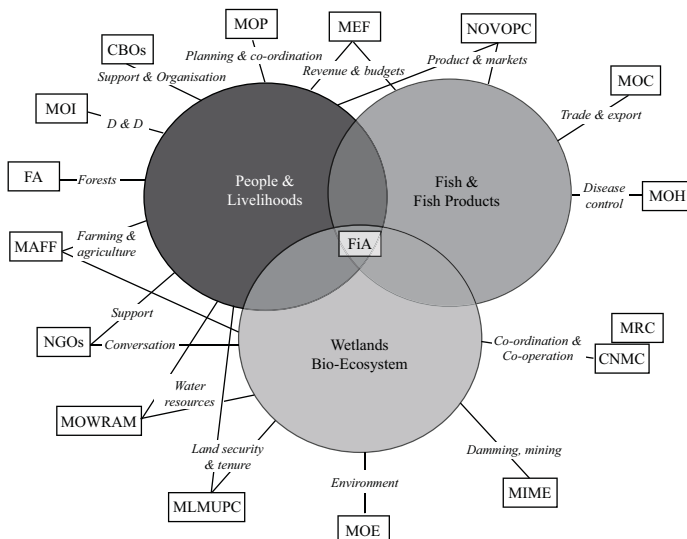 MOP
MEF
NOVOPC
CBOs
Planning & co-ordination
Revenue & budgets
Product & markets
Support & Organisation
MOC
MOI
D & D
Trade & export
FA
Forests
People &
Livelihoods
Fish &
Fish Products
Disease
control
MOH
MAFF
Farming &
agriculture
FiA
Support
NGOs
Conversation
Wetlands
Bio-Ecosystem
Co-ordination &
Co-operation
MRC
CNMC
MOWRAM
Water
resources
Land security
& tenure
MLMUPC
Environment
MOE
Damming, mining
MIME